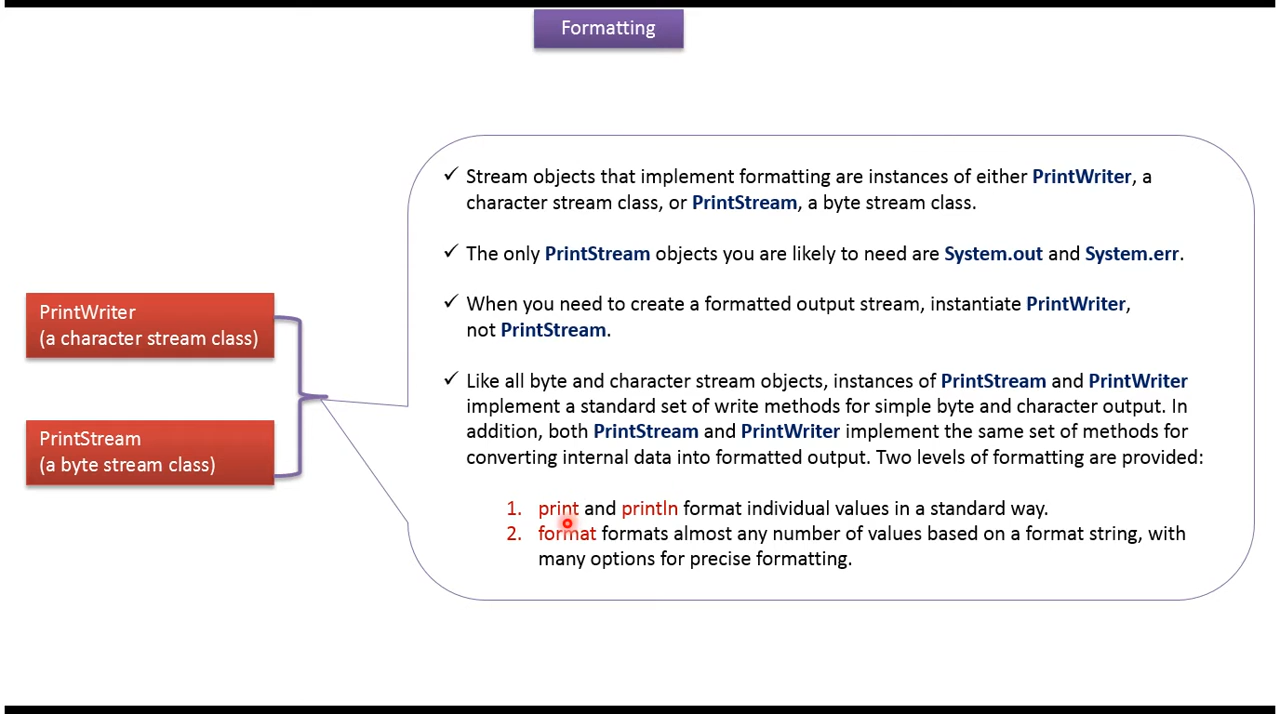 Formatting
PrintWriter
(a character stream class)
PrintStream
(a byte stream class)
✓ Stream objects that implement formatting are instances of either PrintWriter, a
character stream class, or PrintStream, a byte stream class.
✓ The only PrintStream objects you are likely to need are System.out and System.err.
✓ When you need to create a formatted output stream, instantiate PrintWriter,
not PrintStream.
✓ Like all byte and character stream objects, instances of PrintStream and PrintWriter
implement a standard set of write methods for simple byte and character output. In
addition, both PrintStream and PrintWriter implement the same set of methods for
converting internal data into formatted output. Two levels of formatting are provided:
1. print and println format individual values in a standard way.
2. format formats almost any number of values based on a format string, with
many options for precise formatting.